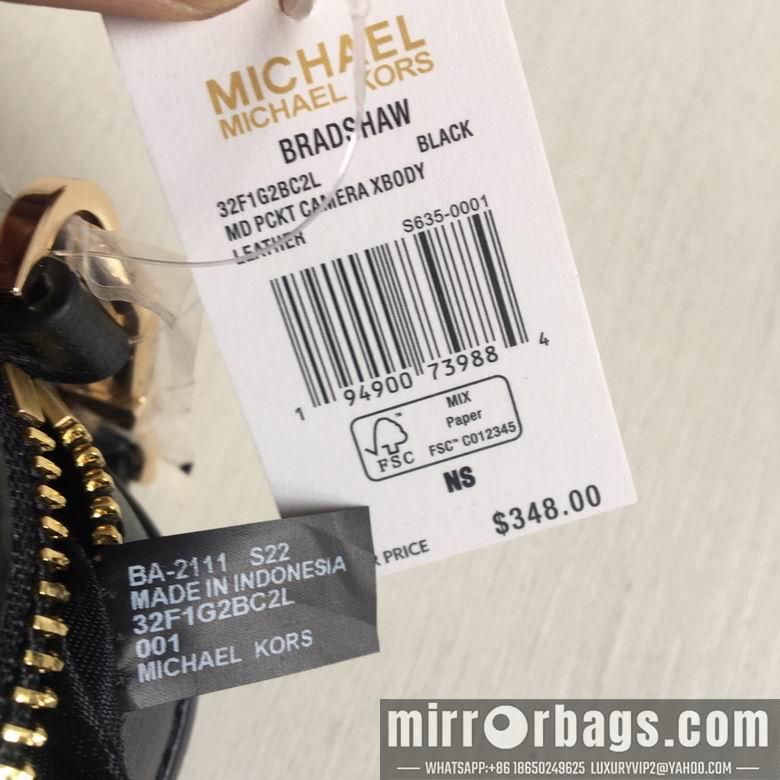 MICHAEL
MICHAEL KORS
BRADSHAW
BLACK
32F1G2BC2L
MD PCKT CAMERA XBODY
LEATHER
S635-0001
1 94900 73988 4
FSC™
MIX
Paper
FSC™ C012345
NS
$348.00
R PRICE
BA-2111 S22
MADE IN INDONESIA
32F1G2BC2L
001
MICHAEL KORS
mirrorbags.com
WHATSAPP:+86 18650249625 LUXURYVIP2@YAHOO.COM